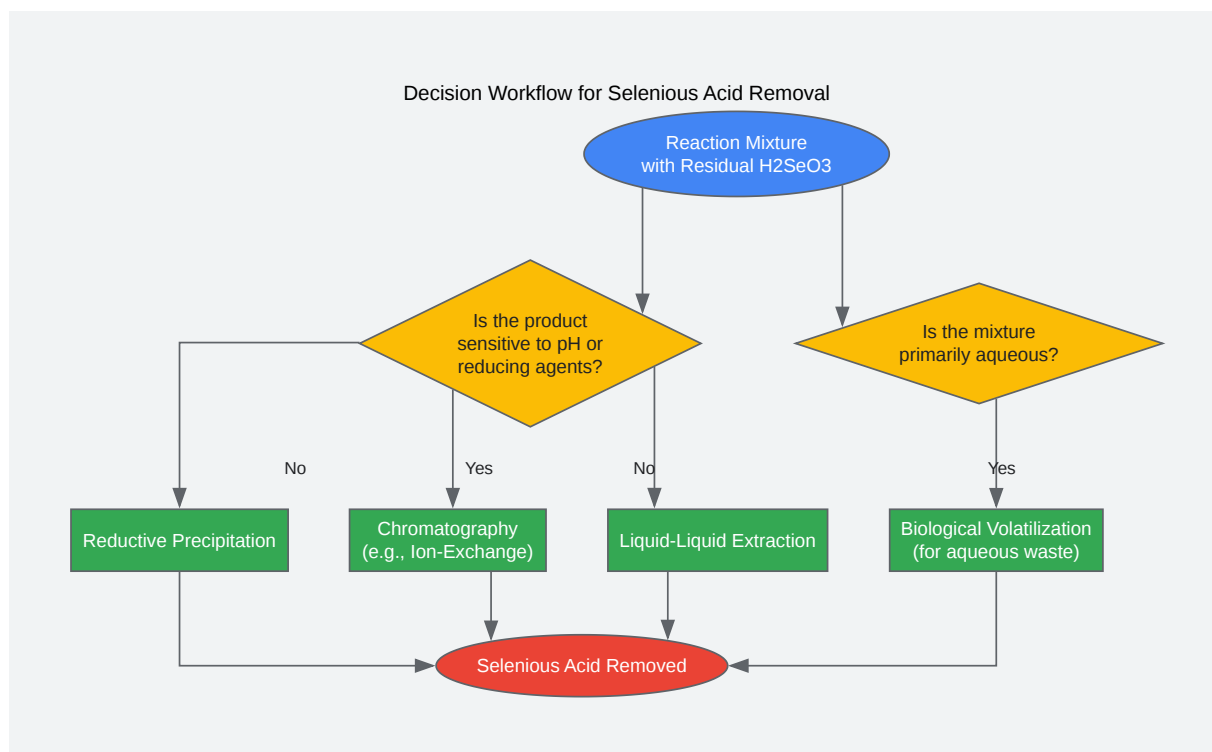 Decision Workflow for Selenious Acid Removal
Reaction Mixture
with Residual H2SeO3
Is the product
sensitive to pH or
reducing agents?
Is the mixture
primarily aqueous?
No
Yes
No
Yes
Reductive Precipitation
Chromatography
(e.g., Ion-Exchange)
Liquid-Liquid Extraction
Biological Volatilization
(for aqueous waste)
Selenious Acid Removed